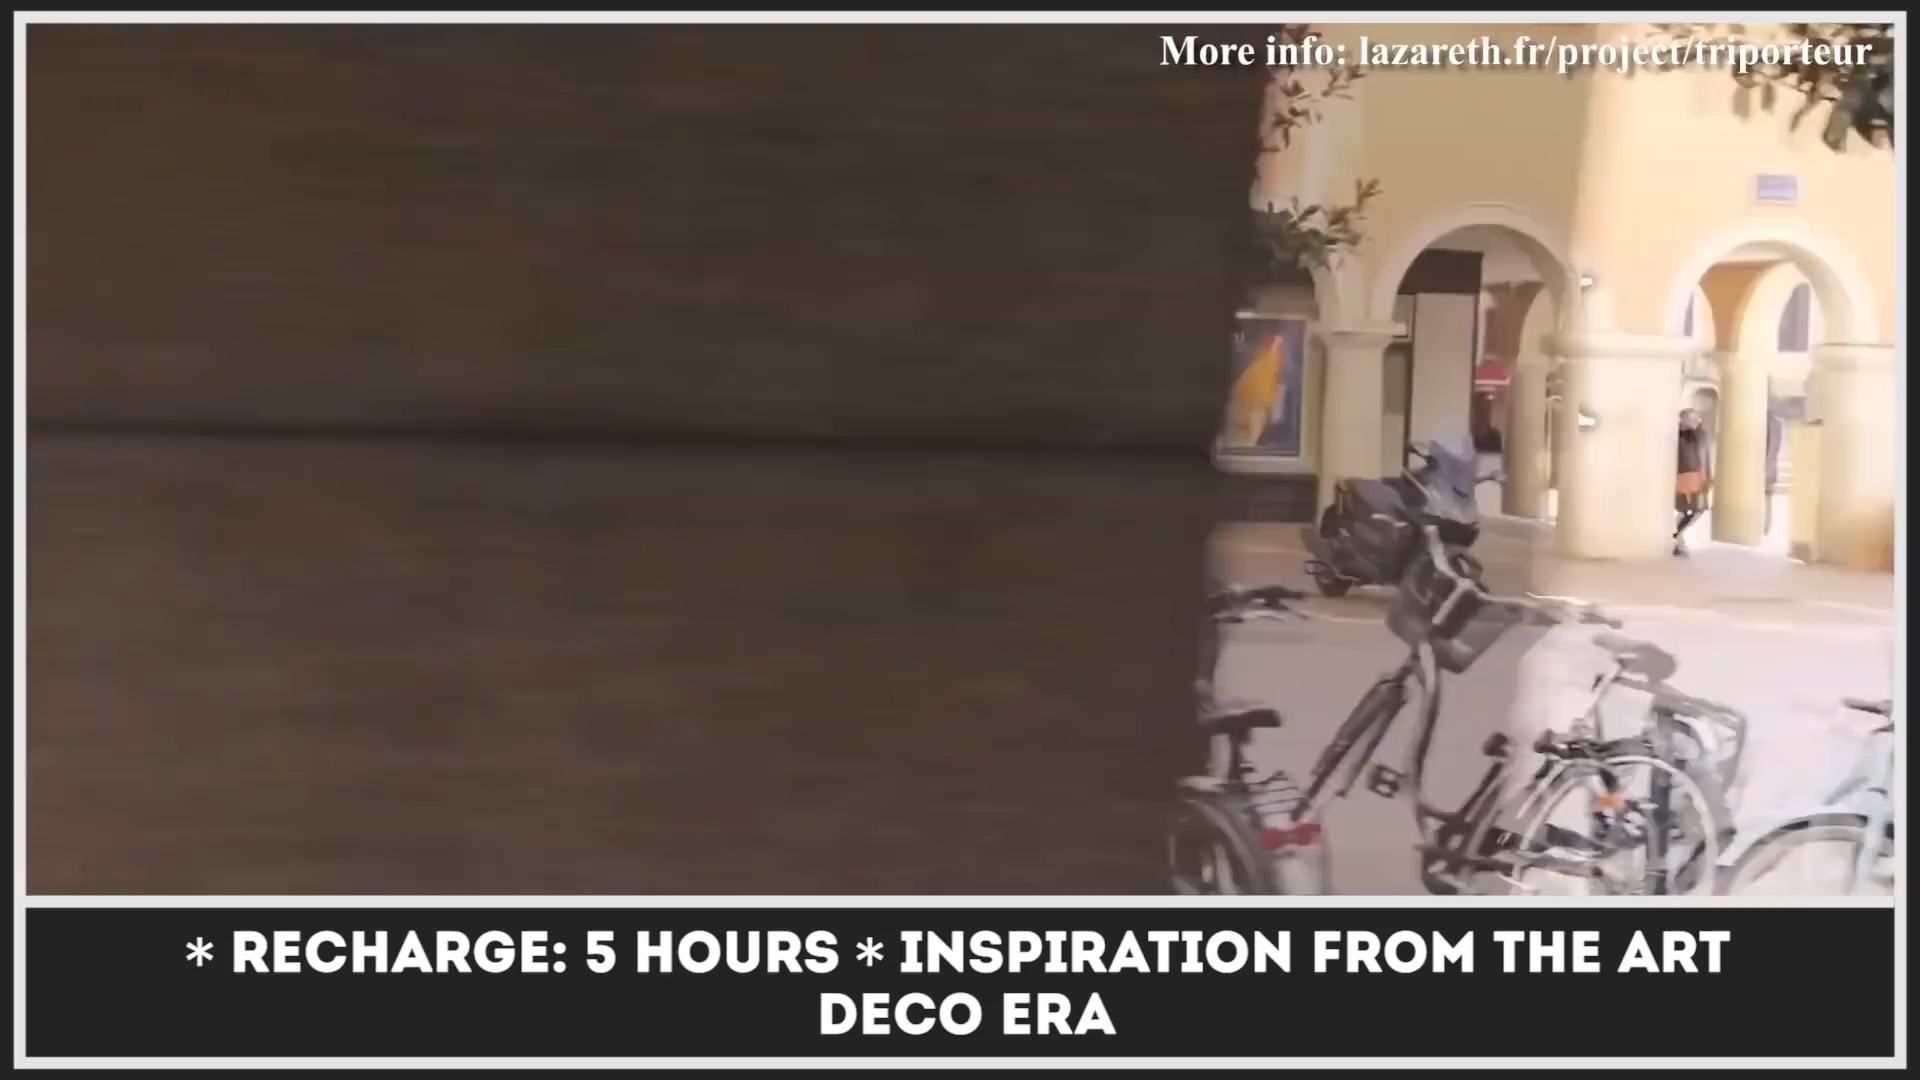 More info: lazareth.fr/project/triporteur
* RECHARGE: 5 HOURS * INSPIRATION FROM THE ART
DECO ERA